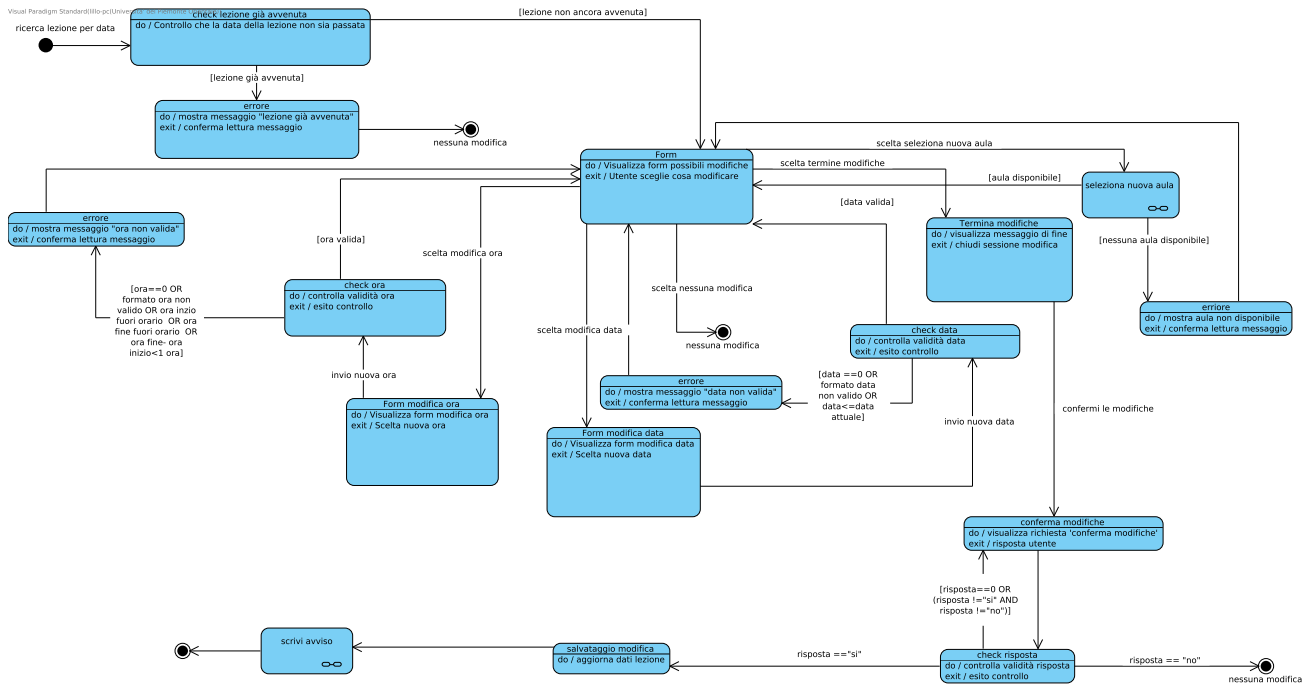 Visual Paradigm Standard(lillo-pc(Universita
ricerca lezione per data
check lezione già avvenuta
do / Controllo che la data della lezione non sia passata
[lezione non ancora avvenuta]
[lezione già avvenuta]
errore
do / mostra messaggio "lezione già avvenuta"
exit / conferma lettura messaggio
nessuna modifica
Form
do / Visualizza form possibili modifiche
exit / Utente sceglie cosa modificare
scelta seleziona nuova aula
scelta termine modifiche
[aula disponibile]
seleziona nuova aula
[data valida]
[nessuna aula disponibile]
errore
do / mostra messaggio "ora non valida"
exit / conferma lettura messaggio
[ora valida]
scelta modifica ora
Termina modifiche
do / visualizza messaggio di fine
exit / chiudi sessione modifica
check ora
do / controlla validità ora
exit / esito controllo
[ora==0 OR
formato ora non
valido OR ora inzio
fuori orario  OR ora
fine fuori orario  OR
ora fine- ora
inizio<1 ora]
scelta nessuna modifica
nessuna modifica
scelta modifica data
erriore
do / mostra aula non disponibile
exit / conferma lettura messaggio
check data
do / controlla validità data
exit / esito controllo
invio nuova ora
errore
do / mostra messaggio "data non valida"
exit / conferma lettura messaggio
[data ==0 OR
formato data
non valido OR
data<=data
attuale]
Form modifica ora
do / Visualizza form modifica ora
exit / Scelta nuova ora
Form modifica data
do / Visualizza form modifica data
exit / Scelta nuova data
invio nuova data
confermi le modifiche
conferma modifiche
do / visualizza richiesta 'conferma modifiche'
exit / risposta utente
[risposta==0 OR
(risposta !="si" AND
risposta !="no")]
scrivi avviso
salvataggio modifica
do / aggiorna dati lezione
risposta =="si"
check risposta
do / controlla validità risposta
exit / esito controllo
risposta == "no"
nessuna modifica